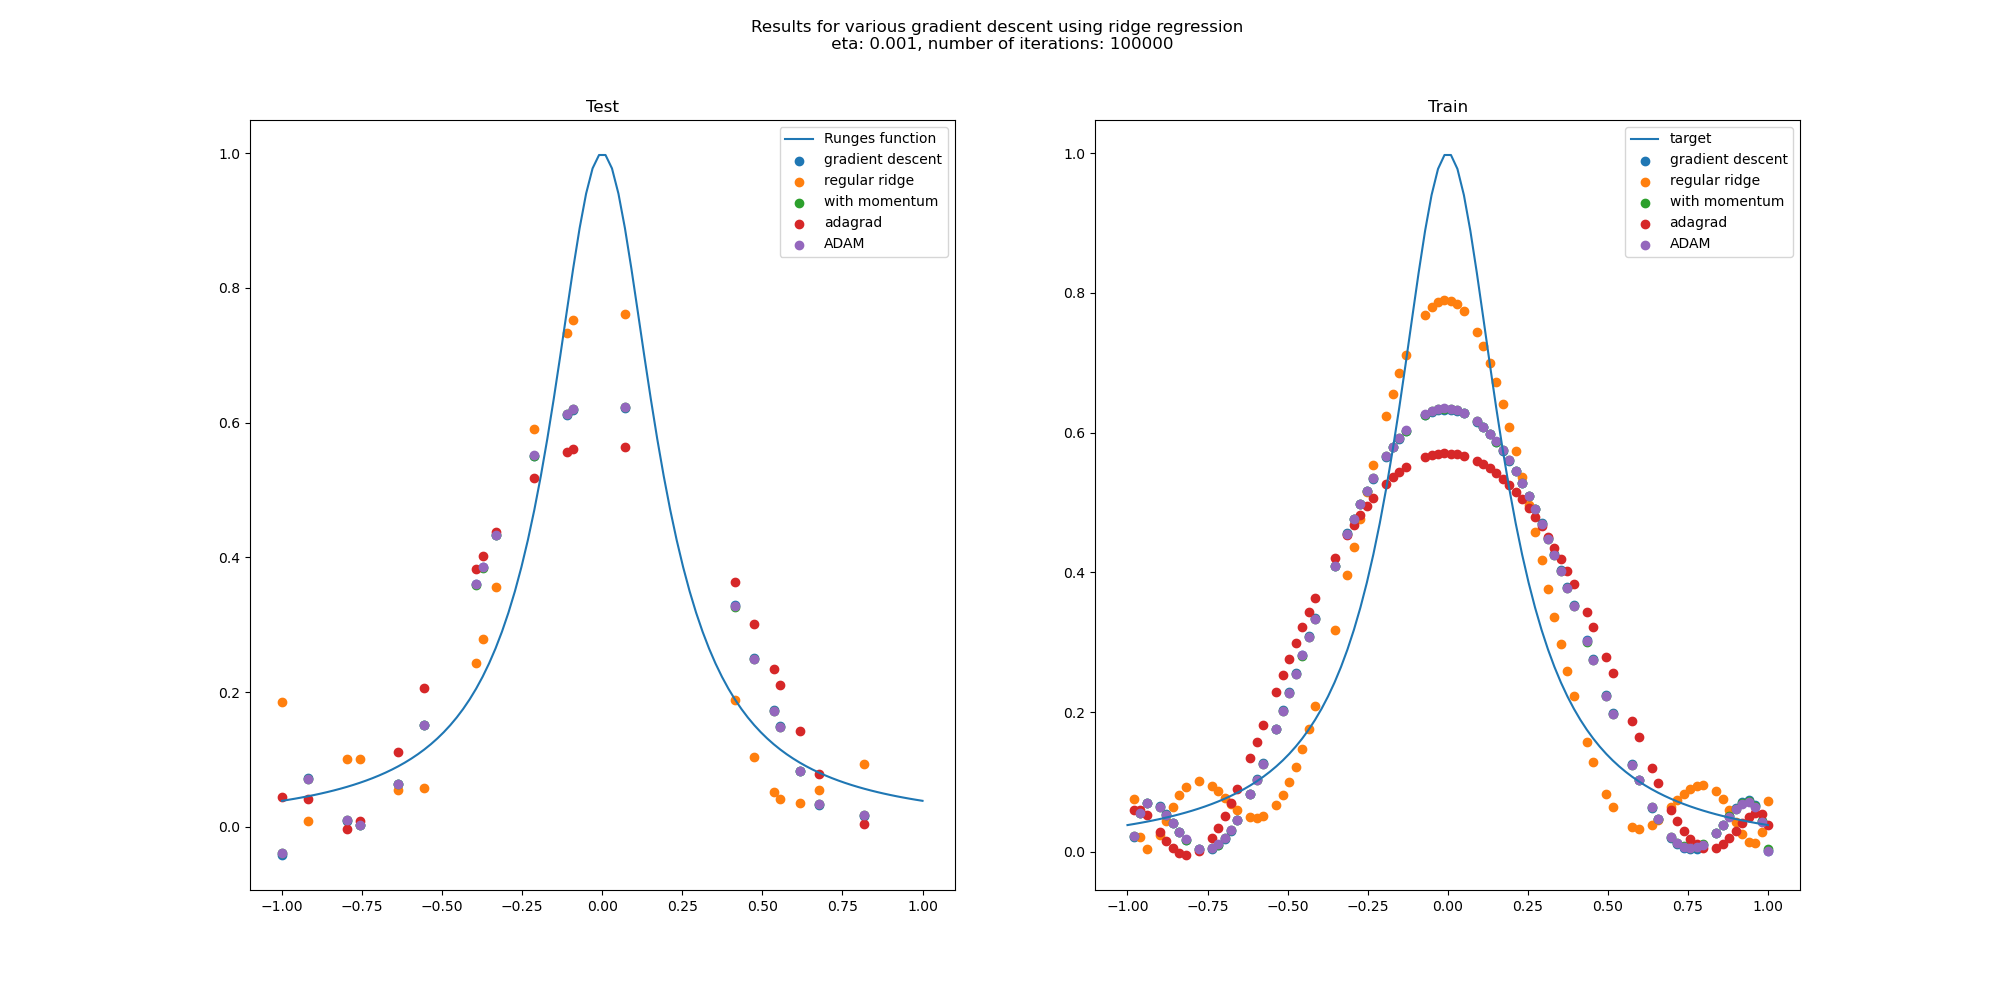 Results for various gradient descent using ridge regression
eta: 0.001, number of iterations: 100000
Test
1.0
0.8
0.6
0.4
0.2
0.0
−1.00 −0.75 −0.50 −0.25 0.00 0.25 0.50 0.75 1.00
Runges function
gradient descent
regular ridge
with momentum
adagrad
ADAM
Train
1.0
0.8
0.6
0.4
0.2
0.0
−1.00 −0.75 −0.50 −0.25 0.00 0.25 0.50 0.75 1.00
target
gradient descent
regular ridge
with momentum
adagrad
ADAM